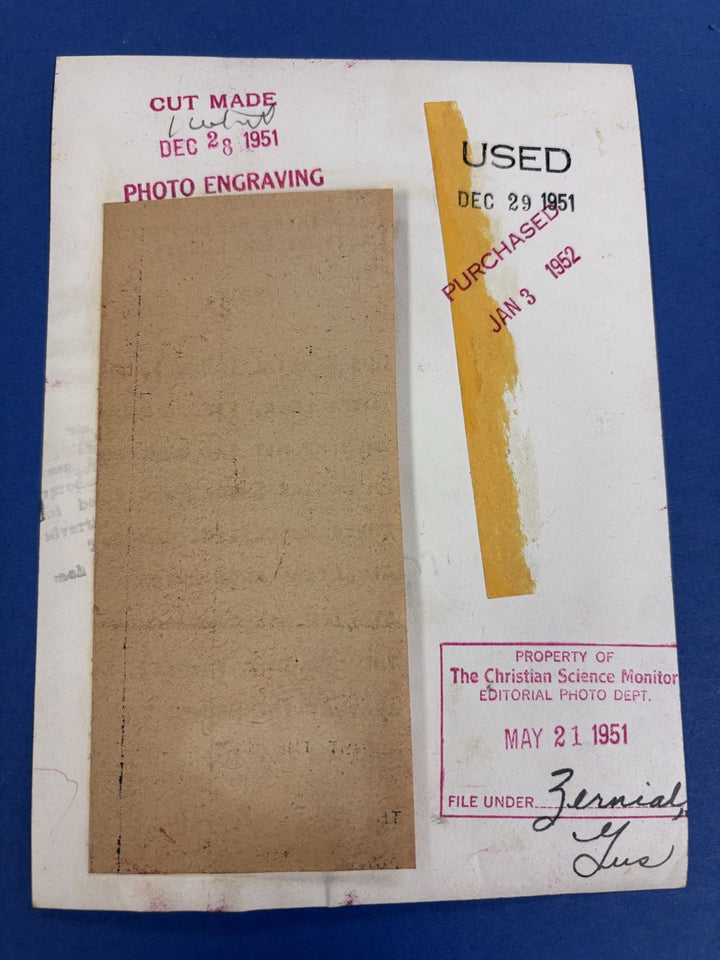 CUT MADE
DEC 28 1951
PHOTO ENGRAVING
USED
DEC 29 1951
PURCHASED
JAN 3 1952
PROPERTY OF
The Christian Science Monitor
EDITORIAL PHOTO DEPT.
MAY 21 1951
FILE UNDER Zernial,
Gus